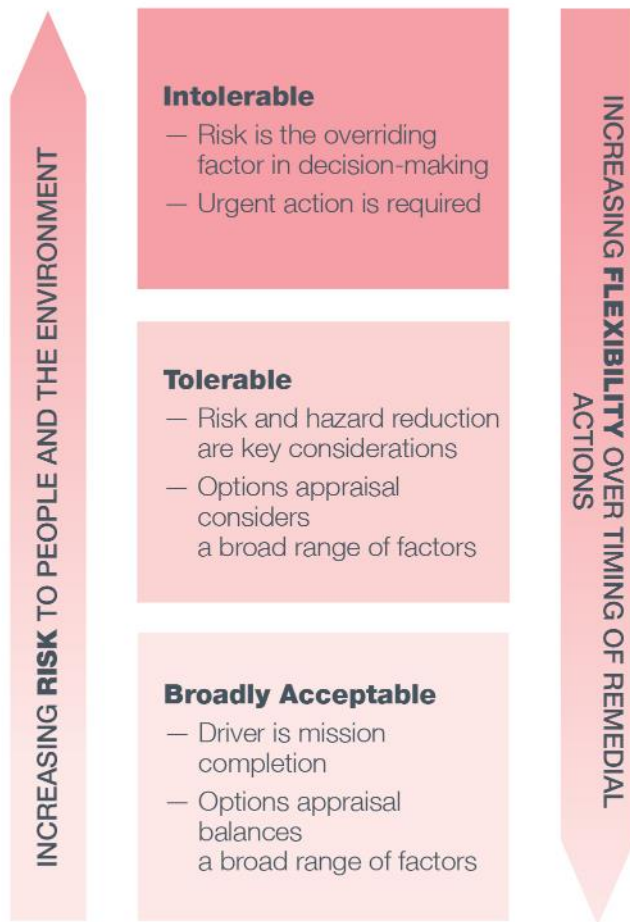 INCREASING RISK TO PEOPLE AND THE ENVIRONMENT
Intolerable
— Risk is the overriding
factor in decision-making
— Urgent action is required
Tolerable
— Risk and hazard reduction
are key considerations
— Options appraisal
considers
a broad range of factors
Broadly Acceptable
— Driver is mission
completion
— Options appraisal
balances
a broad range of factors
INCREASING FLEXIBILITY OVER TIMING OF REMEDIAL
ACTIONS